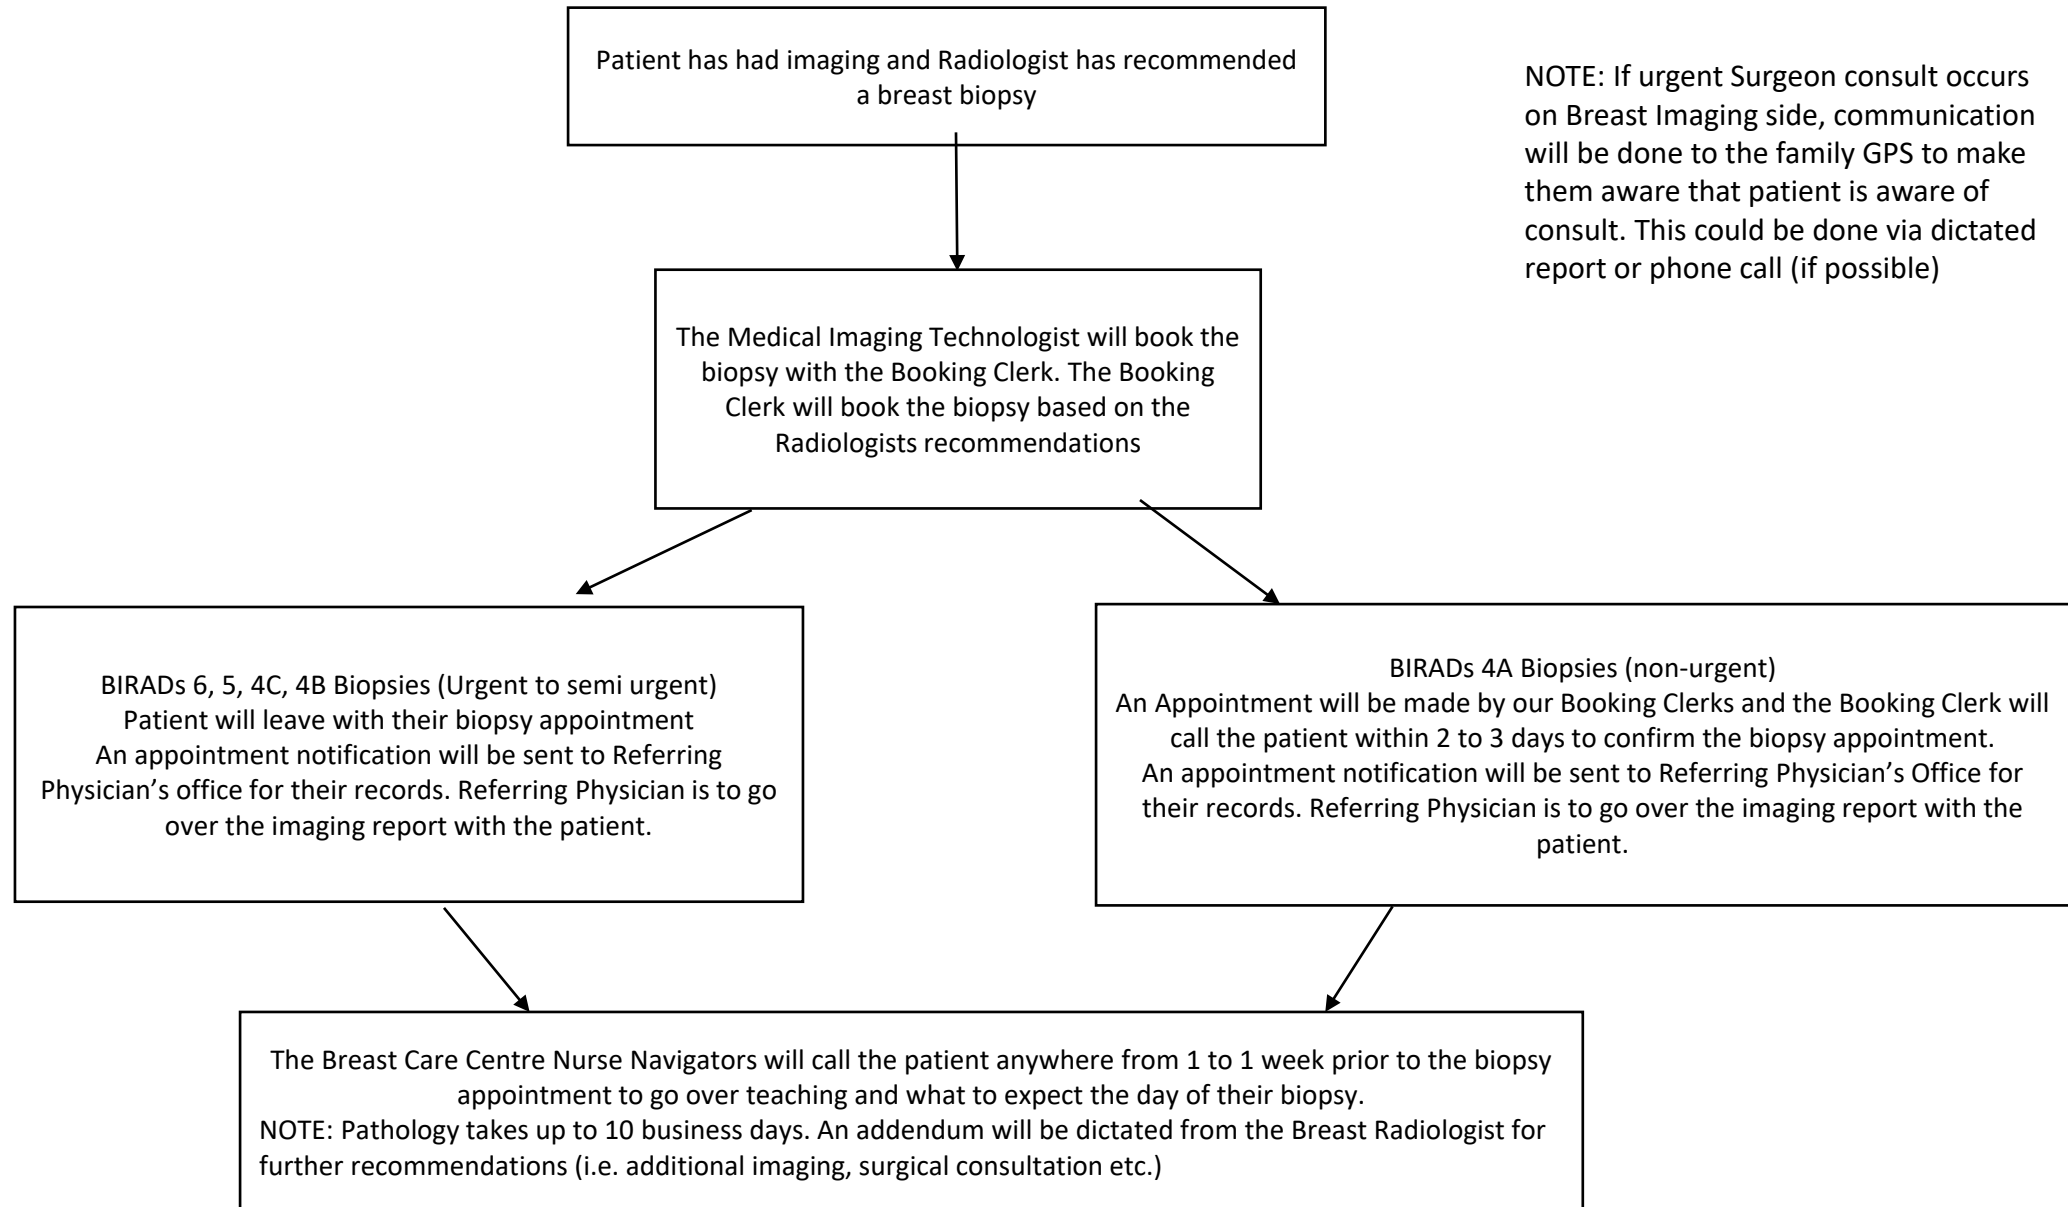 Patient has had imaging and Radiologist has recommended
a breast biopsy
NOTE: If urgent Surgeon consult occurs
on Breast Imaging side, communication
will be done to the family GPS to make
them aware that patient is aware of
consult. This could be done via dictated
report or phone call (if possible)
The Medical Imaging Technologist will book the
biopsy with the Booking Clerk. The Booking
Clerk will book the biopsy based on the
Radiologists recommendations
BIRADs 6, 5, 4C, 4B Biopsies (Urgent to semi urgent)
Patient will leave with their biopsy appointment
An appointment notification will be sent to Referring
Physician’s office for their records. Referring Physician is to go
over the imaging report with the patient.
BIRADs 4A Biopsies (non-urgent)
An Appointment will be made by our Booking Clerks and the Booking Clerk will
call the patient within 2 to 3 days to confirm the biopsy appointment.
An appointment notification will be sent to Referring Physician’s Office for
their records. Referring Physician is to go over the imaging report with the
patient.
The Breast Care Centre Nurse Navigators will call the patient anywhere from 1 to 1 week prior to the biopsy
appointment to go over teaching and what to expect the day of their biopsy.
NOTE: Pathology takes up to 10 business days. An addendum will be dictated from the Breast Radiologist for
further recommendations (i.e. additional imaging, surgical consultation etc.)